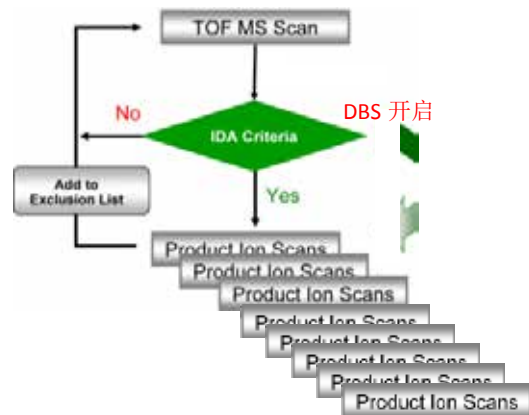 TOF MS Scan
No
DBS 开启
IDA Criteria
Add to
Exclusion List
Yes
Product Ion Scans
Product Ion Scans
Product Ion Scans
Product Ion Scans
Product Ion Scans
Product Ion Scans
Product Ion Scans
Product Ion Scans